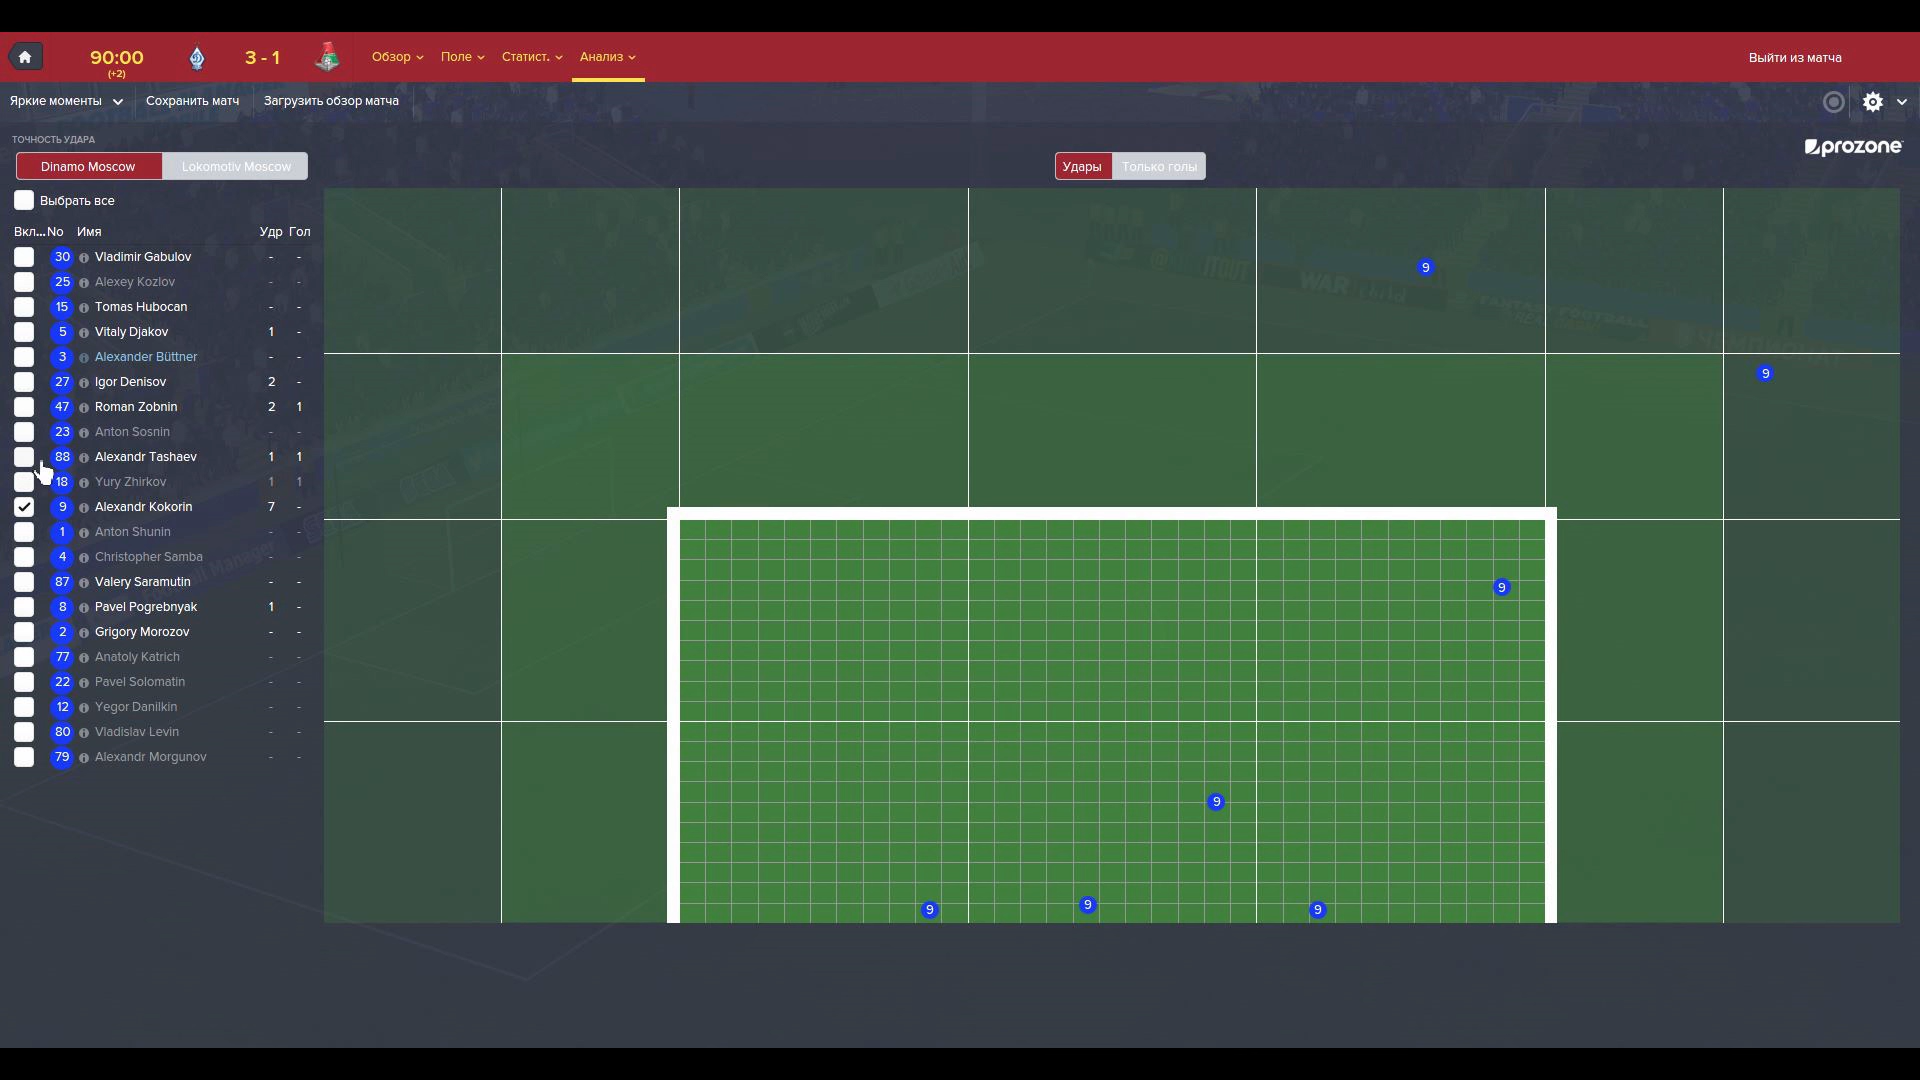 90:00
(+2)
3 - 1
Обзор
Поле
Статист.
Анализ
Выйти из матча
Яркие моменты
Сохранить матч
Загрузить обзор матча
ТОЧНОСТЬ УДАРА
prozone
Dinamo Moscow
Lokomotiv Moscow
Удары
Только голы
Выбрать все
Вкл... No Имя Удр Гол
30 Vladimir Gabulov - -
25 Alexey Kozlov - -
15 Tomas Hubocan - -
5 Vitaly Djakov 1 -
3 Alexander Büttner - -
27 Igor Denisov 2 -
47 Roman Zobnin 2 1
23 Anton Sosnin - -
88 Alexandr Tashaev 1 1
18 Yury Zhirkov 1 1
9 Alexandr Kokorin 7 -
1 Anton Shunin - -
4 Christopher Samba - -
87 Valery Saramutin - -
8 Pavel Pogrebnyak 1 -
2 Grigory Morozov - -
77 Anatoly Katrich - -
22 Pavel Solomatin - -
12 Yegor Danilkin - -
80 Vladislav Levin - -
79 Alexandr Morgunov - -
9
9
9
9
9
9
9
WAR child
FANTASY FOOTBALL